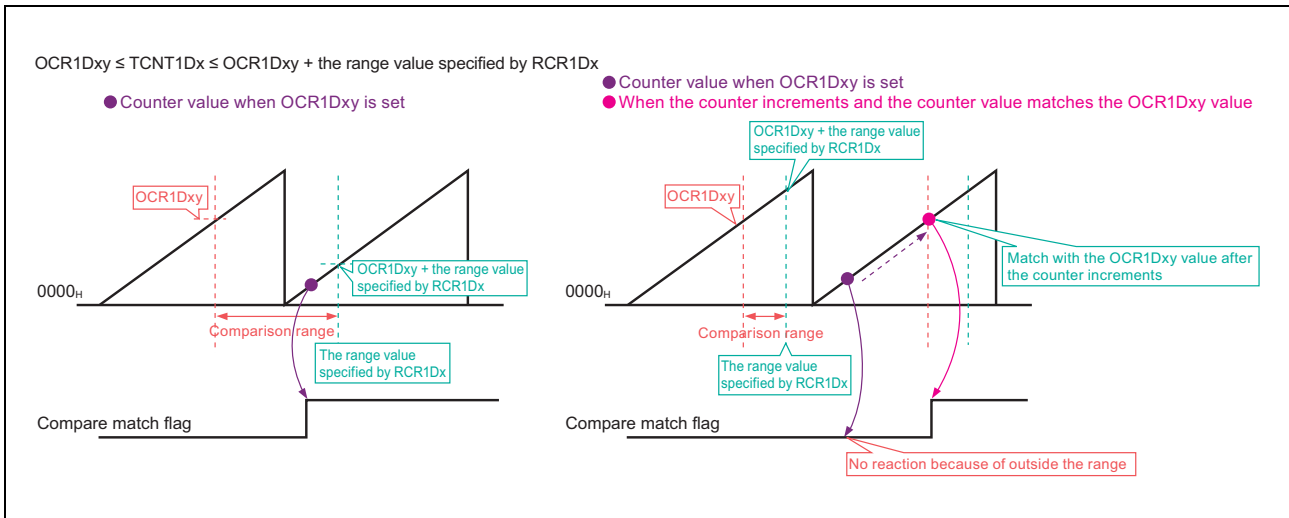 OCR1Dxy ≤ TCNT1Dx ≤ OCR1Dxy + the range value specified by RCR1Dx
Counter value when OCR1Dxy is set
OCR1Dxy
OCR1Dxy + the range value
specified by RCR1Dx
0000H
Comparison range
The range value
specified by RCR1Dx
Compare match flag
Counter value when OCR1Dxy is set
When the counter increments and the counter value matches the OCR1Dxy value
OCR1Dxy + the range value
specified by RCR1Dx
OCR1Dxy
Match with the OCR1Dxy value after
the counter increments
0000H
Comparison range
The range value
specified by RCR1Dx
Compare match flag
No reaction because of outside the range